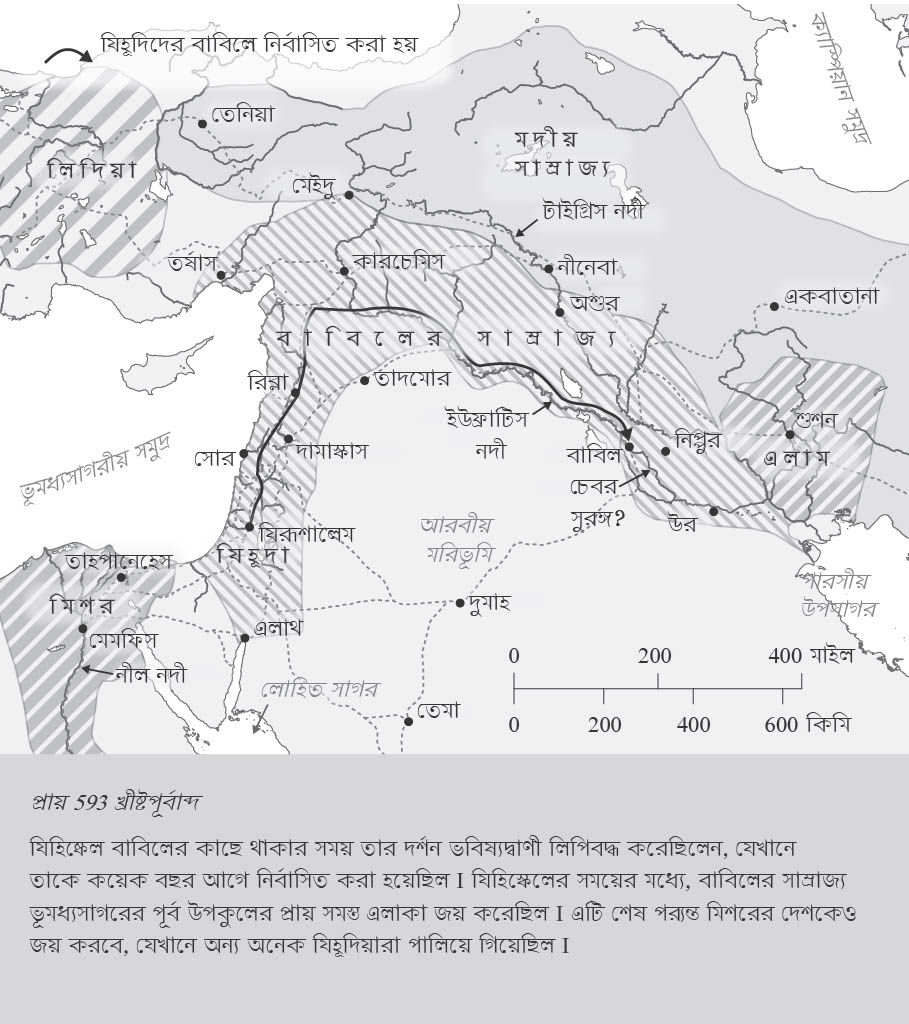 যিহূদিদের বাবিলে নির্বাসিত করা হয়
ক্যাস্পিয়ান সমুদ্র
তেনিয়া
মদীয়
সাম্রাজ্য
লিদিয়া
মেইদু
টাইগ্রিস নদী
তর্ষাস
কারচেমিস
নীনেবা
অশুর
একবাতানা
বাবিলের সাম্রাজ্য
রিব্লা
তাদমোর
ইউফ্রাটিস
নদী
শুশন
নিপ্পুর
এলাম
ভূমধ্যসাগরীয় সমুদ্র
সোর
দামাস্কাস
বাবিল
চেবর
সুরঙ্গ?
উর
আরবীয়
মরিভূমি
যিরূশালেম
যিহূদা
তাহপানেহেস
মিশর
পারসীয়
উপসাগর
দুমাহ
মেমফিস
এলাথ
নীল নদী
লোহিত সাগর
তেমা
0 200 400 মাইল
0 200 400 600 কিমি
প্রায় 593 খ্রীষ্টপূর্বাব্দ
যিহিষ্কেল বাবিলের কাছে থাকার সময় তার দর্শন ভবিষ্যদ্বাণী লিপিবদ্ধ করেছিলেন, যেখানে
তাকে কয়েক বছর আগে নির্বাসিত করা হয়েছিল I যিহিস্কেলের সময়ের মধ্যে, বাবিলের সাম্রাজ্য
ভূমধ্যসাগরের পূর্ব উপকুলের প্রায় সমস্ত এলাকা জয় করেছিল I এটি শেষ পর্য্যন্ত মিশরের দেশকেও
জয় করবে, যেখানে অন্য অনেক যিহূদিয়ারা পালিয়ে গিয়েছিল I